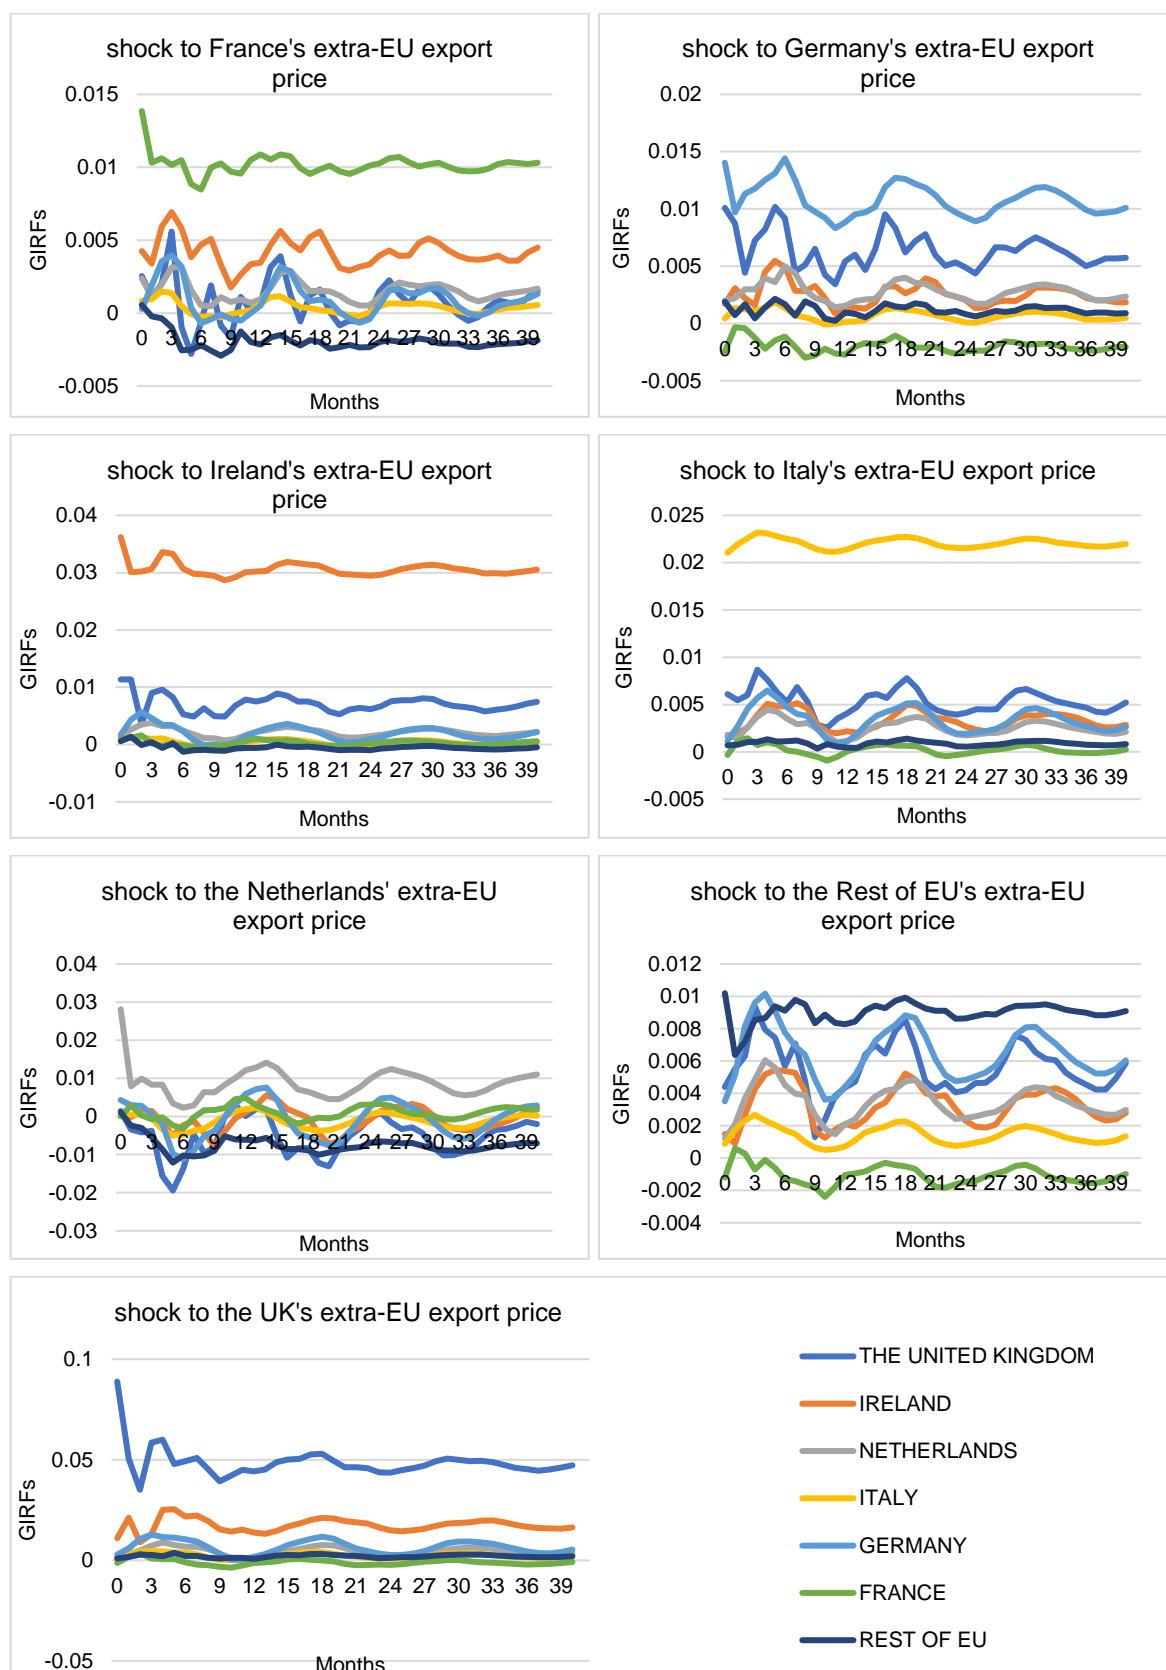 shock to France's extra-EU export
price
0.015
0.01
0.005
0
-0.005
GIRFs
0 3 6 9 12 15 18 21 24 27 30 33 36 39
Months
shock to Germany's extra-EU export
price
0.02
0.015
0.01
0.005
0
-0.005
GIRFs
0 3 6 9 12 15 18 21 24 27 30 33 36 39
Months
shock to Ireland's extra-EU export
price
0.04
0.03
0.02
0.01
0
-0.01
GIRFs
0 3 6 9 12 15 18 21 24 27 30 33 36 39
Months
shock to Italy's extra-EU export price
0.025
0.02
0.015
0.01
0.005
0
-0.005
GIRFs
0 3 6 9 12 15 18 21 24 27 30 33 36 39
Months
shock to the Netherlands' extra-EU
export price
0.04
0.03
0.02
0.01
0
-0.01
-0.02
-0.03
GIRFs
0 3 6 9 12 15 18 21 24 27 30 33 36 39
Months
shock to the Rest of EU's extra-EU
export price
0.012
0.01
0.008
0.006
0.004
0.002
0
-0.002
-0.004
GIRFs
0 3 6 9 12 15 18 21 24 27 30 33 36 39
Months
shock to the UK's extra-EU export price
0.1
0.05
0
-0.05
GIRFs
0 3 6 9 12 15 18 21 24 27 30 33 36 39
Months
THE UNITED KINGDOM
IRELAND
NETHERLANDS
ITALY
GERMANY
FRANCE
REST OF EU